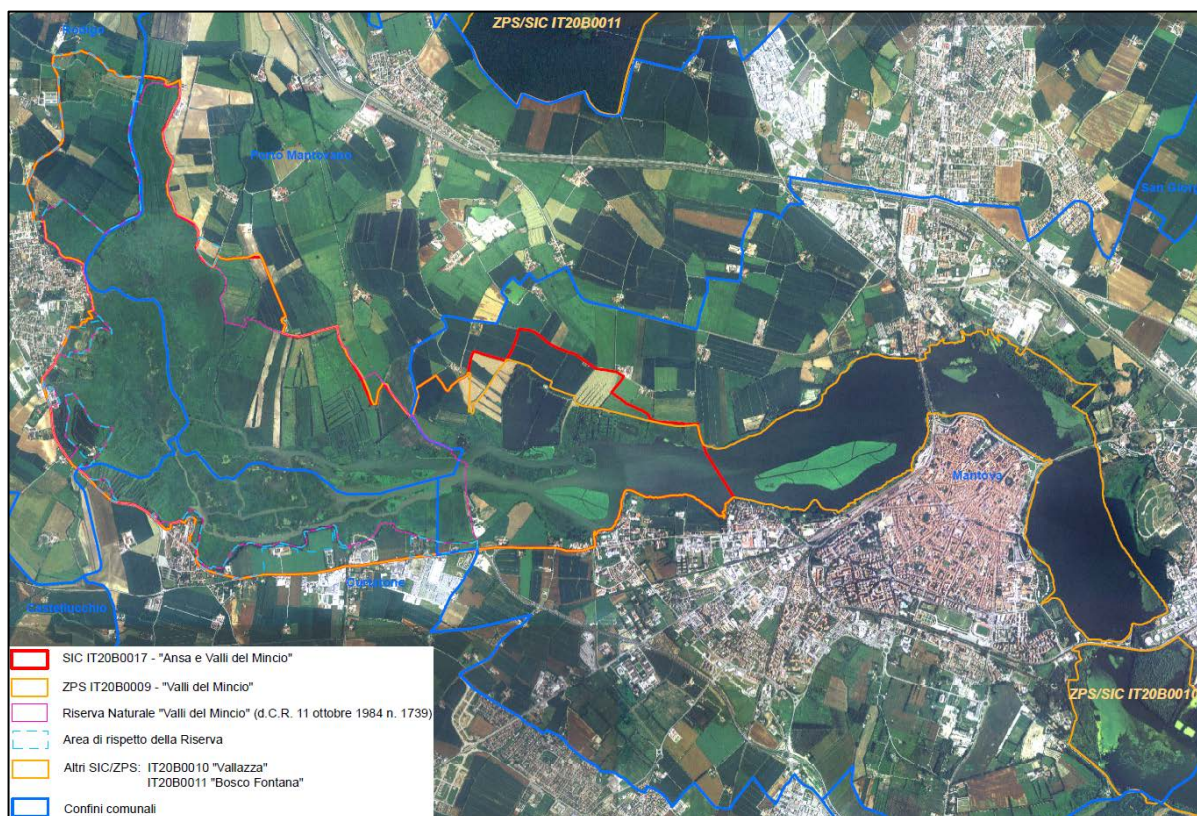 ZPS/SIC IT20B0011
Rodigo
Porto Mantovano
San Giorg
Mantova
Curtatone
Castellucchio
ZPS/SIC IT20B0010
SIC IT20B0017 - "Ansa e Valli del Mincio"
ZPS IT20B0009 - "Valli del Mincio"
Riserva Naturale "Valli del Mincio" (d.C.R. 11 ottobre 1984 n. 1739)
Area di rispetto della Riserva
Altri SIC/ZPS: IT20B0010 "Vallazza"
IT20B0011 "Bosco Fontana"
Confini comunali